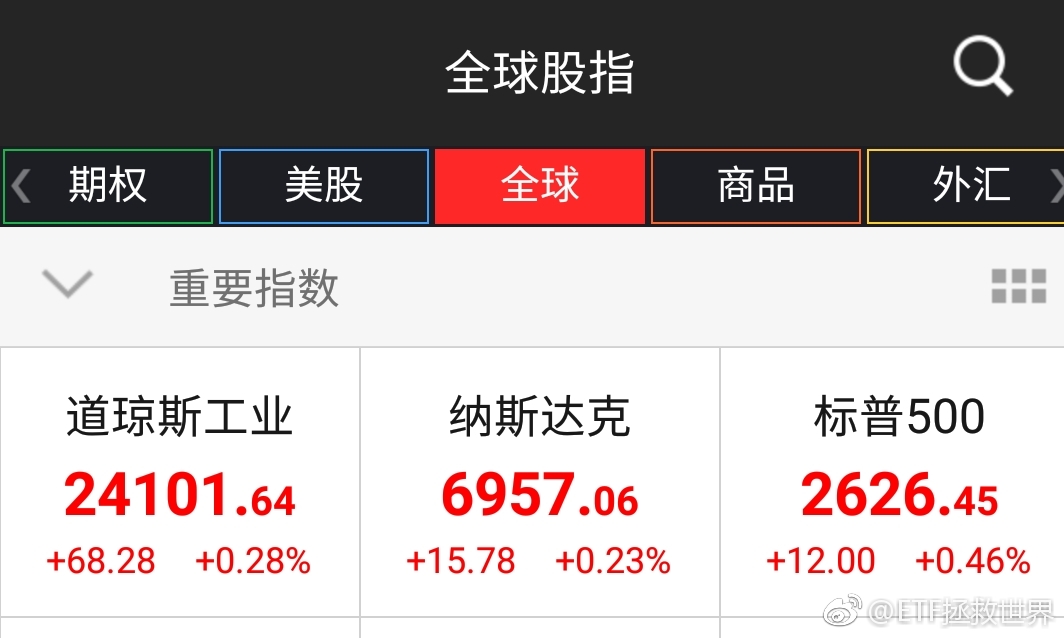 全球股指
期权 美股 全球 商品 外汇
重要指数
道琼斯工业 纳斯达克 标普500
24101.64 6957.06 2626.45
+68.28 +0.28% +15.78 +0.23% +12.00 +0.46%
@ETF拯救世界